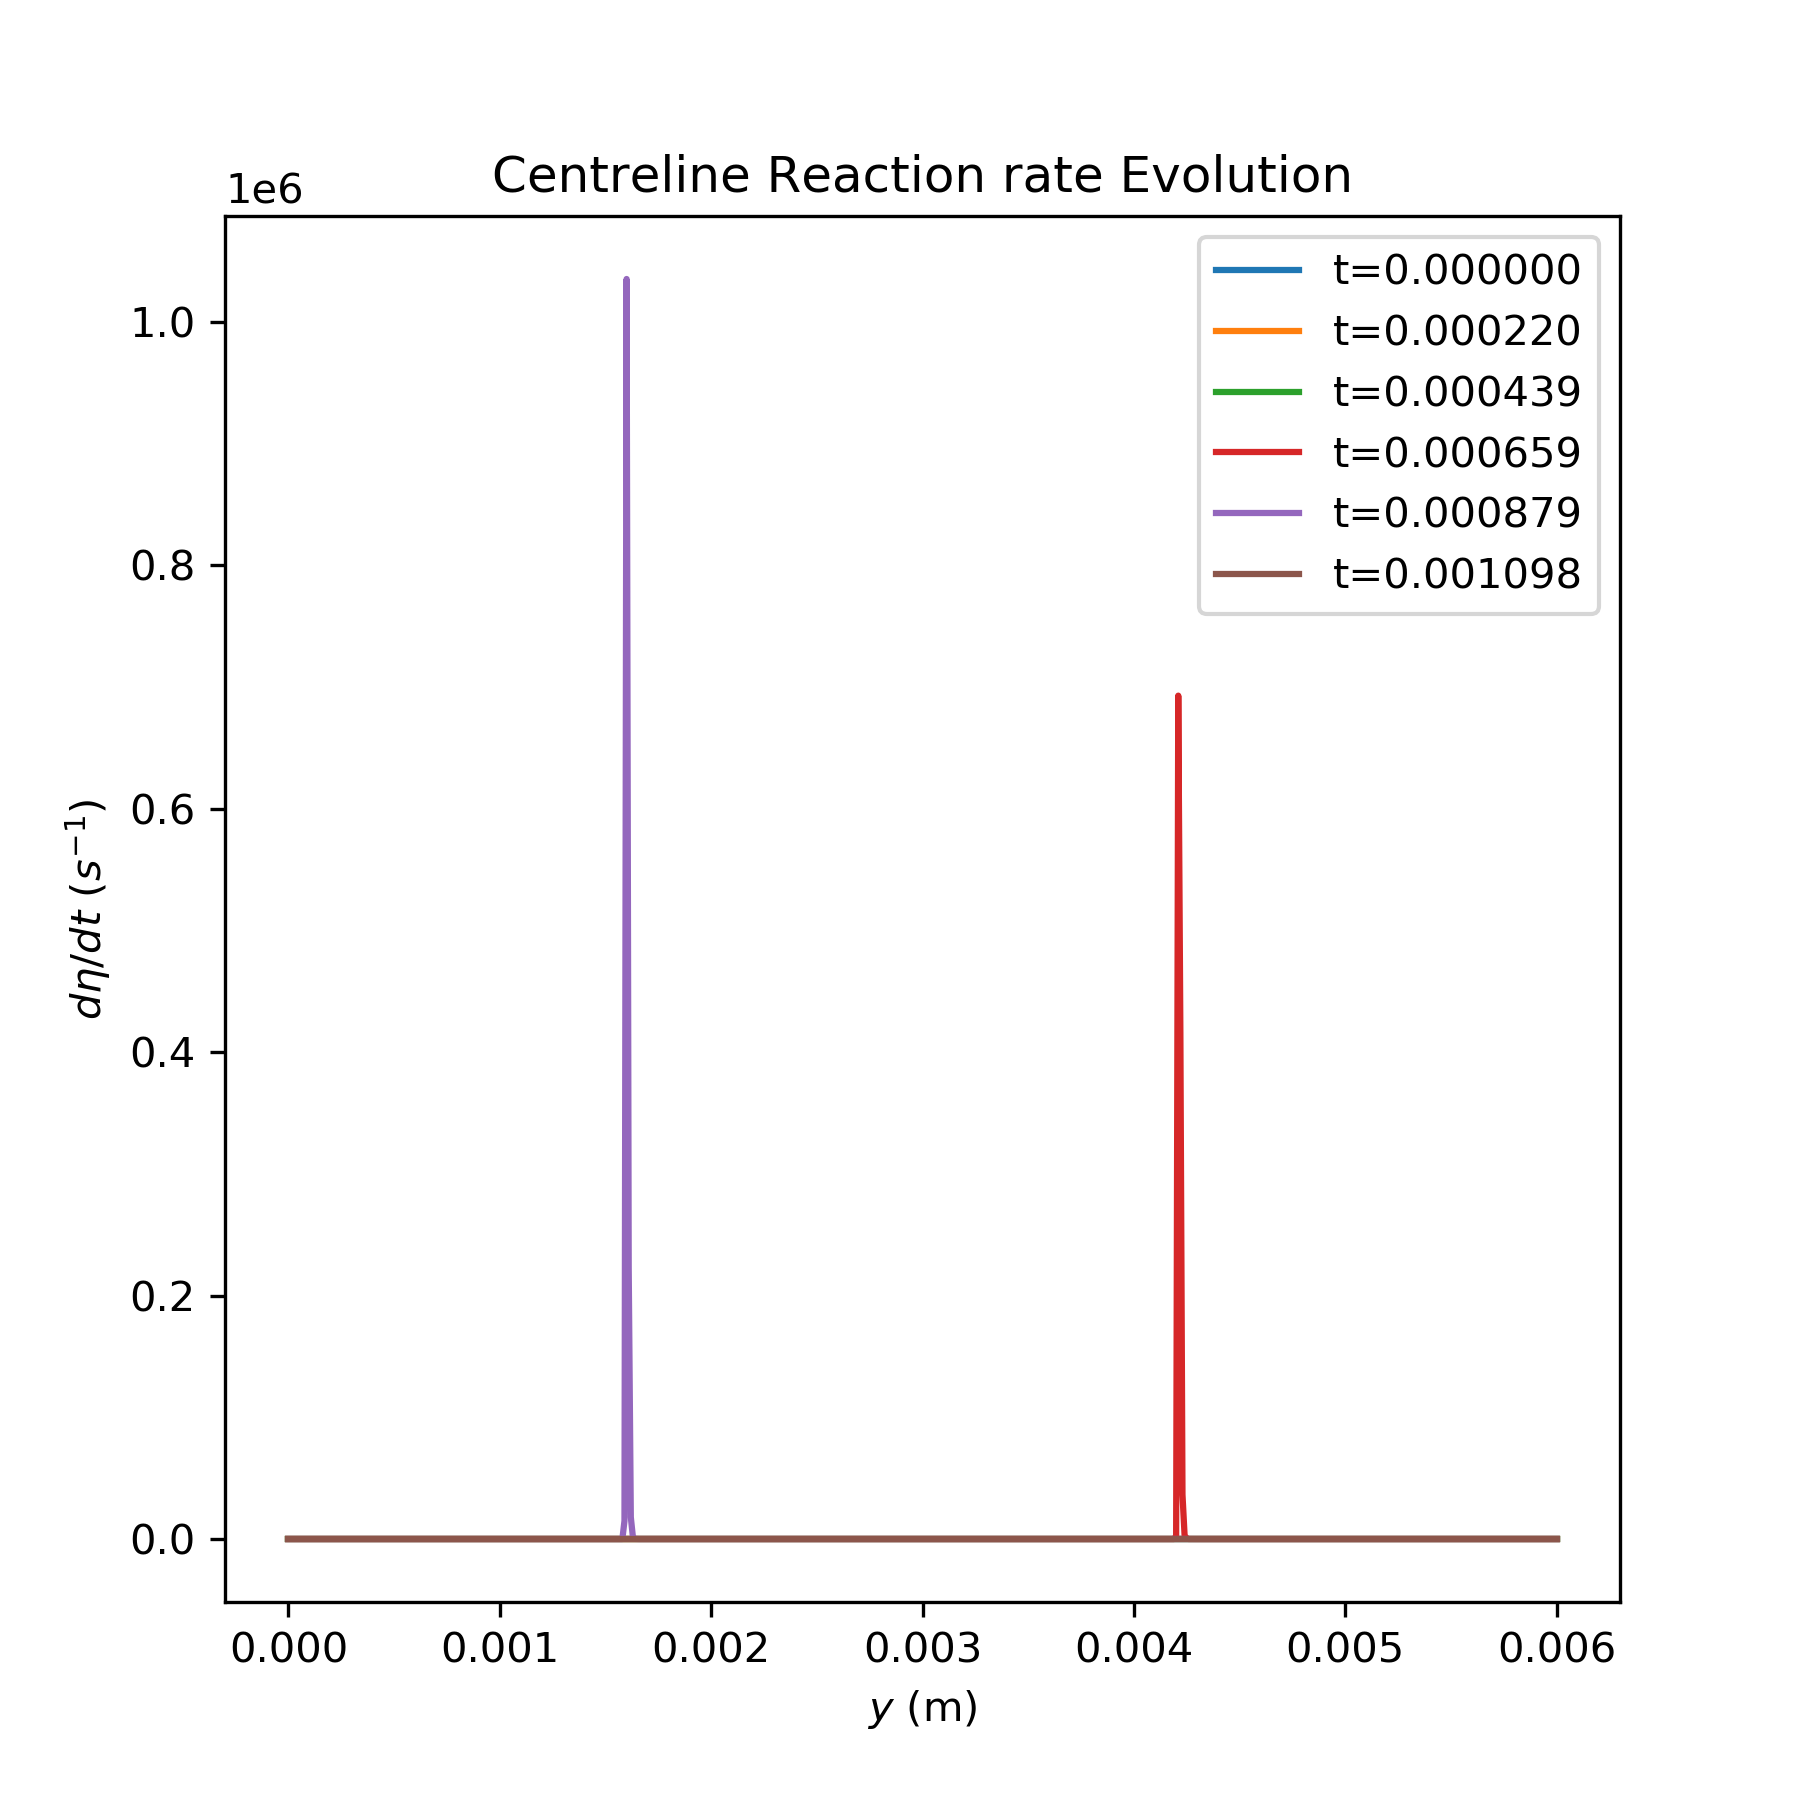 Centreline Reaction rate Evolution
1e6
t=0.000000
t=0.000220
t=0.000439
t=0.000659
t=0.000879
t=0.001098
1.0
0.8
0.6
0.4
0.2
0.0
dη/dt (s⁻¹)
0.000 0.001 0.002 0.003 0.004 0.005 0.006
y (m)